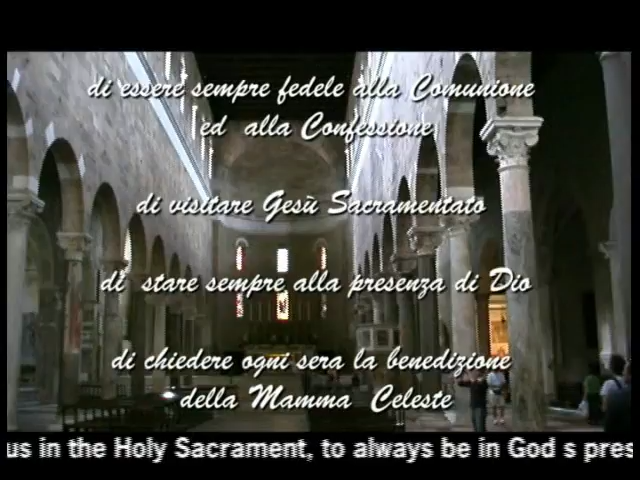 di essere sempre fedele alla Comunione
ed alla Confessione
di visitare Gesù Sacramentato
di stare sempre alla presenza di Dio
di chiedere ogni sera la benedizione
della Mamma Celeste
us in the Holy Sacrament, to always be in God s pres